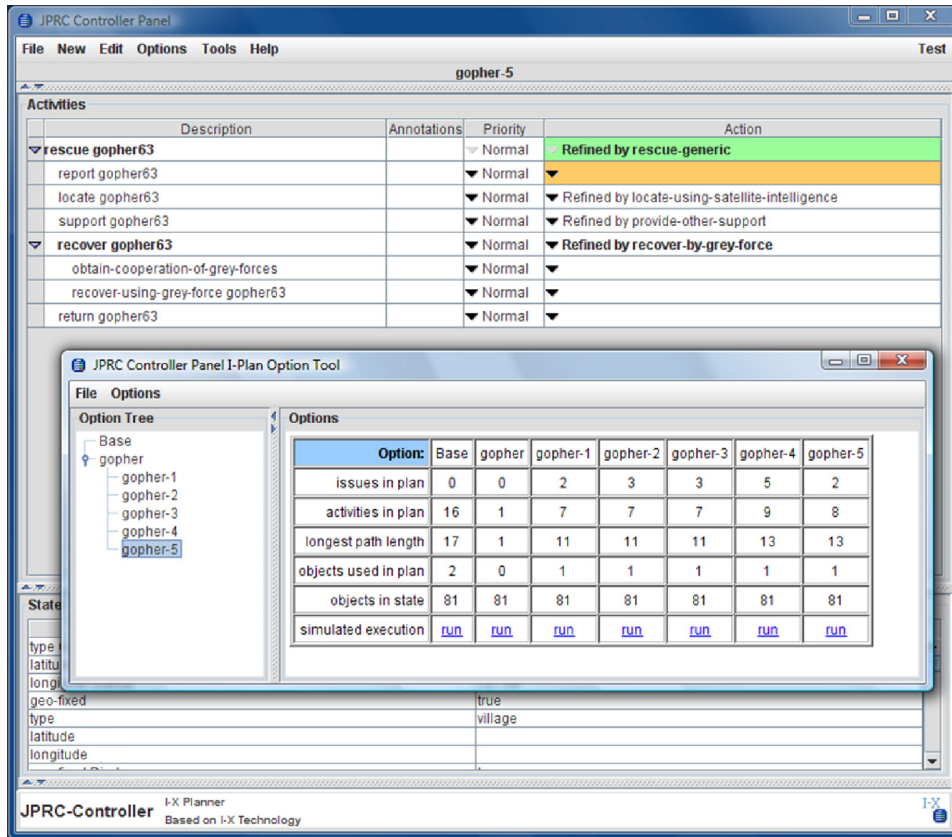 JPRC Controller Panel
File New Edit Options Tools Help Test
gopher-5
Activities
Description Annotations Priority Action
rescue gopher63 Normal Refined by rescue-generic
report gopher63 Normal
locate gopher63 Normal Refined by locate-using-satellite-intelligence
support gopher63 Normal Refined by provide-other-support
recover gopher63 Normal Refined by recover-by-grey-force
obtain-cooperation-of-grey-forces Normal
recover-using-grey-force gopher63 Normal
return gopher63 Normal
JPRC Controller Panel I-Plan Option Tool
File Options
Option Tree
Base
gopher
gopher-1
gopher-2
gopher-3
gopher-4
gopher-5
Options
Option: Base gopher gopher-1 gopher-2 gopher-3 gopher-4 gopher-5
issues in plan 0 0 2 3 3 5 2
activities in plan 16 1 7 7 7 9 8
longest path length 17 1 11 11 11 13 13
objects used in plan 2 0 1 1 1 1 1
objects in state 81 81 81 81 81 81 81
simulated execution run run run run run run run
State
type
latitu
longi
geo-fixed true
type village
latitude
longitude
JPRC-Controller
I-X Planner
Based on I-X Technology
I-X